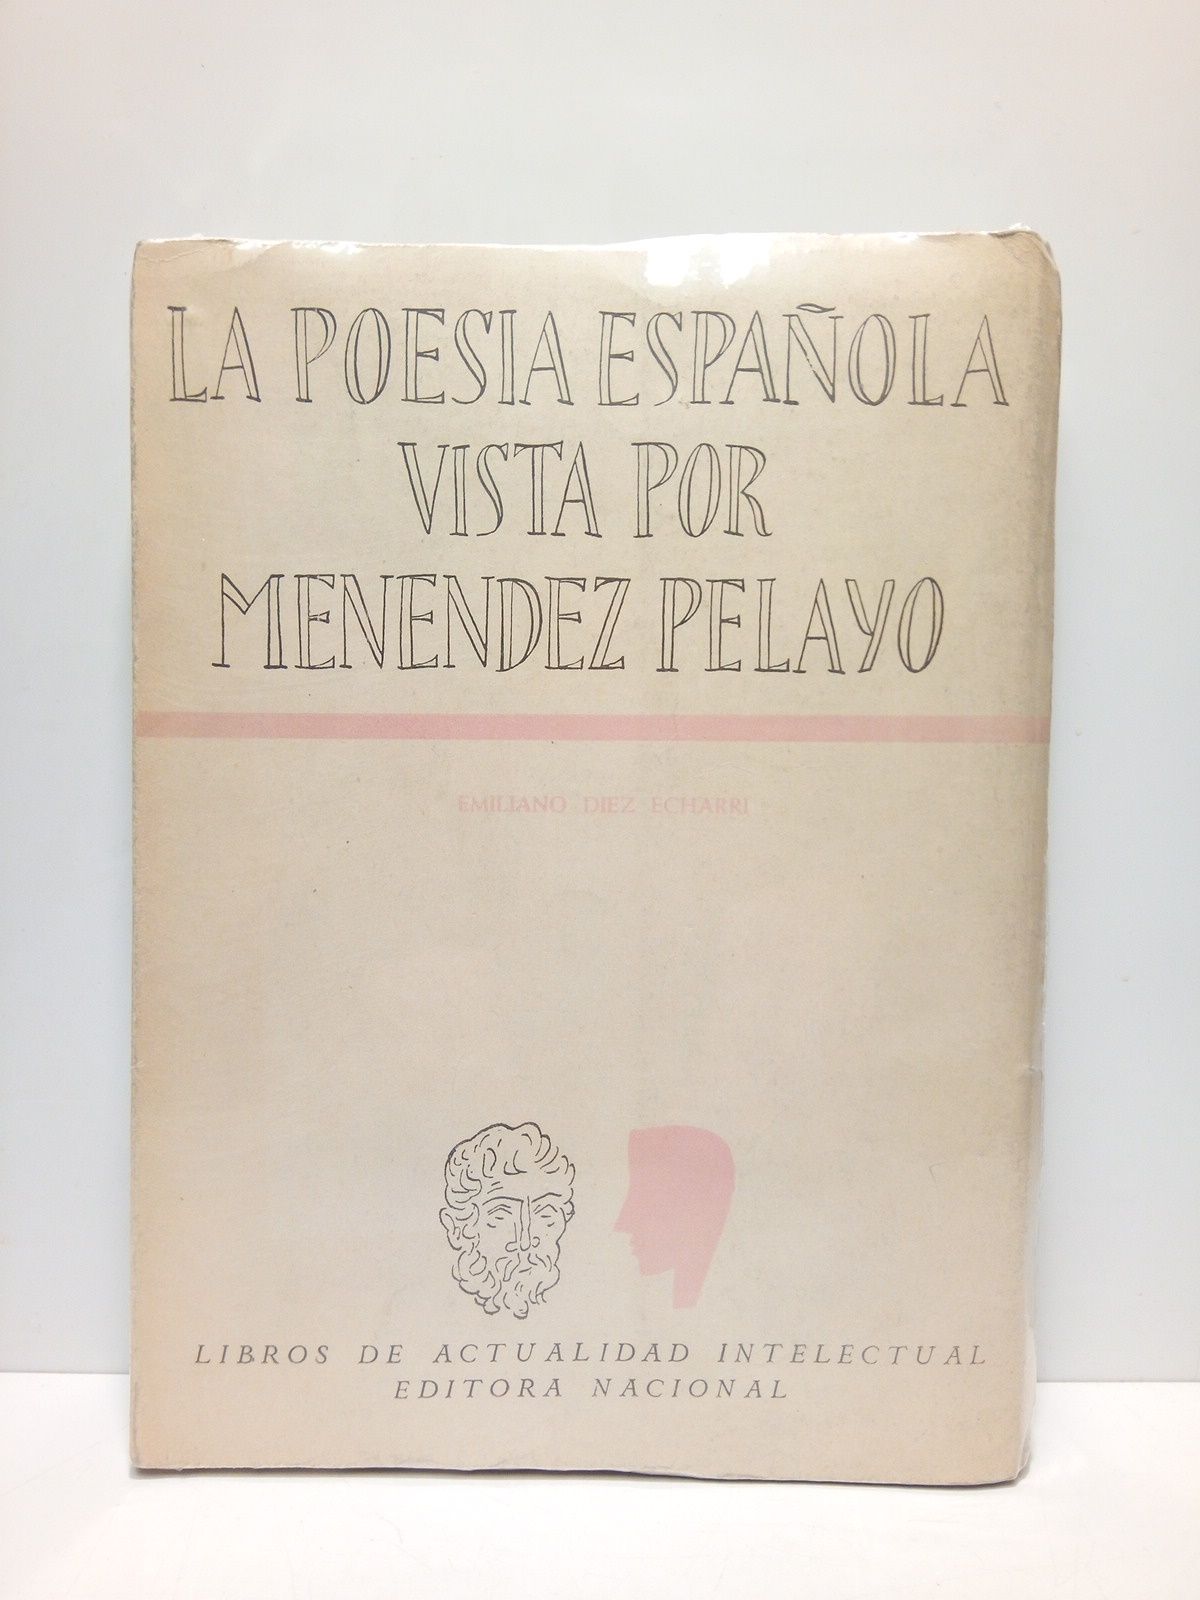 LA POESIA ESPAÑOLA
VISTA POR
MENENDEZ PELAYO
EMILIANO DIEZ ECHARRI
LIBROS DE ACTUALIDAD INTELECTUAL
EDITORA NACIONAL